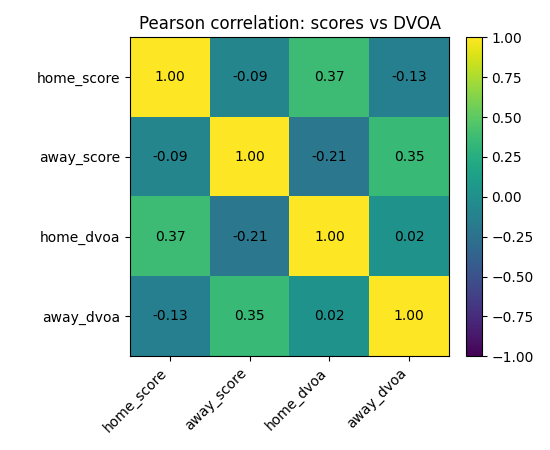 Pearson correlation: scores vs DVOA
home_score 1.00 -0.09 0.37 -0.13
away_score -0.09 1.00 -0.21 0.35
home_dvoa 0.37 -0.21 1.00 0.02
away_dvoa -0.13 0.35 0.02 1.00
home_score away_score home_dvoa away_dvoa
1.00
0.75
0.50
0.25
0.00
−0.25
−0.50
−0.75
−1.00